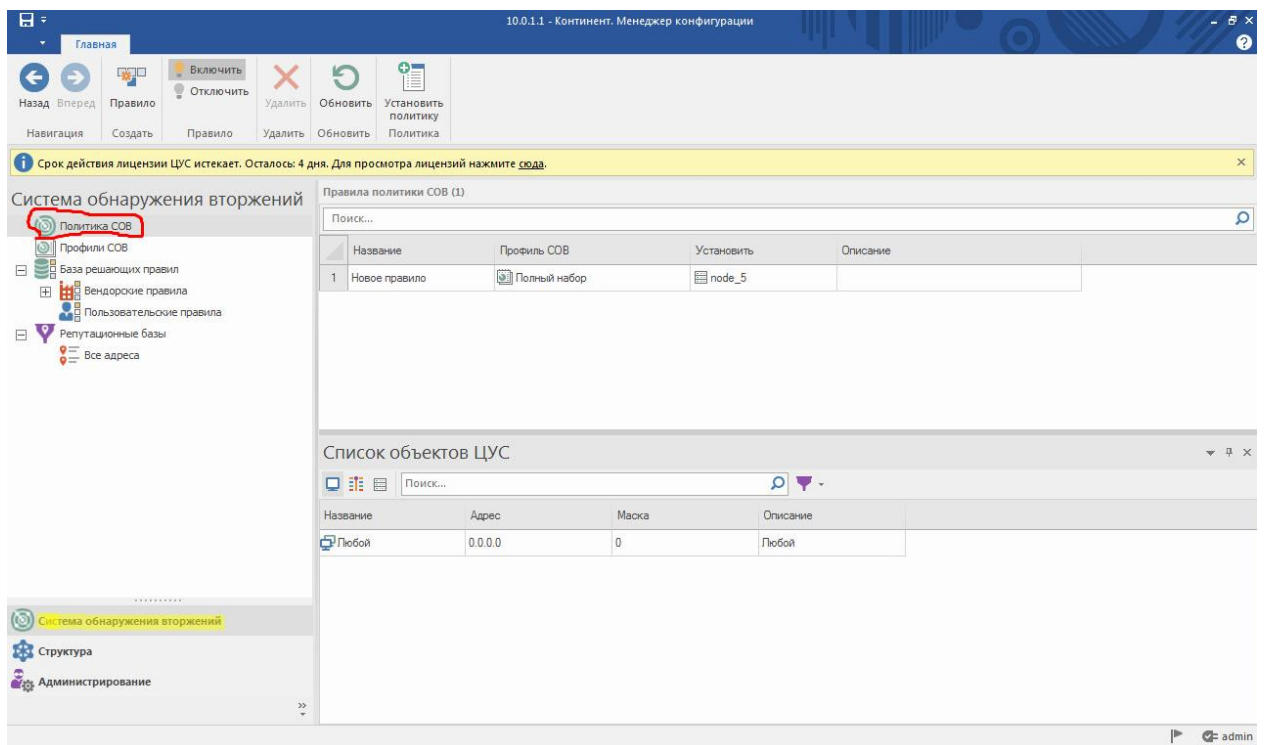 10.0.1.1 - Континент. Менеджер конфигурации
Главная
Назад Вперед
Правило
Включить
Отключить
Удалить
Обновить
Установить политику
Навигация Создать Правило Удалить Обновить Политика
Срок действия лицензии ЦУС истекает. Осталось: 4 дня. Для просмотра лицензий нажмите сюда.
Система обнаружения вторжений
Политика СОВ
Профили СОВ
База решающих правил
Вендорские правила
Пользовательские правила
Репутационные базы
Все адреса
Правила политики СОВ (1)
Поиск...
Название Профиль СОВ Установить Описание
1 Новое правило Полный набор node_5
Список объектов ЦУС
Поиск...
Название Адрес Маска Описание
Любой 0.0.0.0 0 Любой
Система обнаружения вторжений
Структура
Администрирование
admin